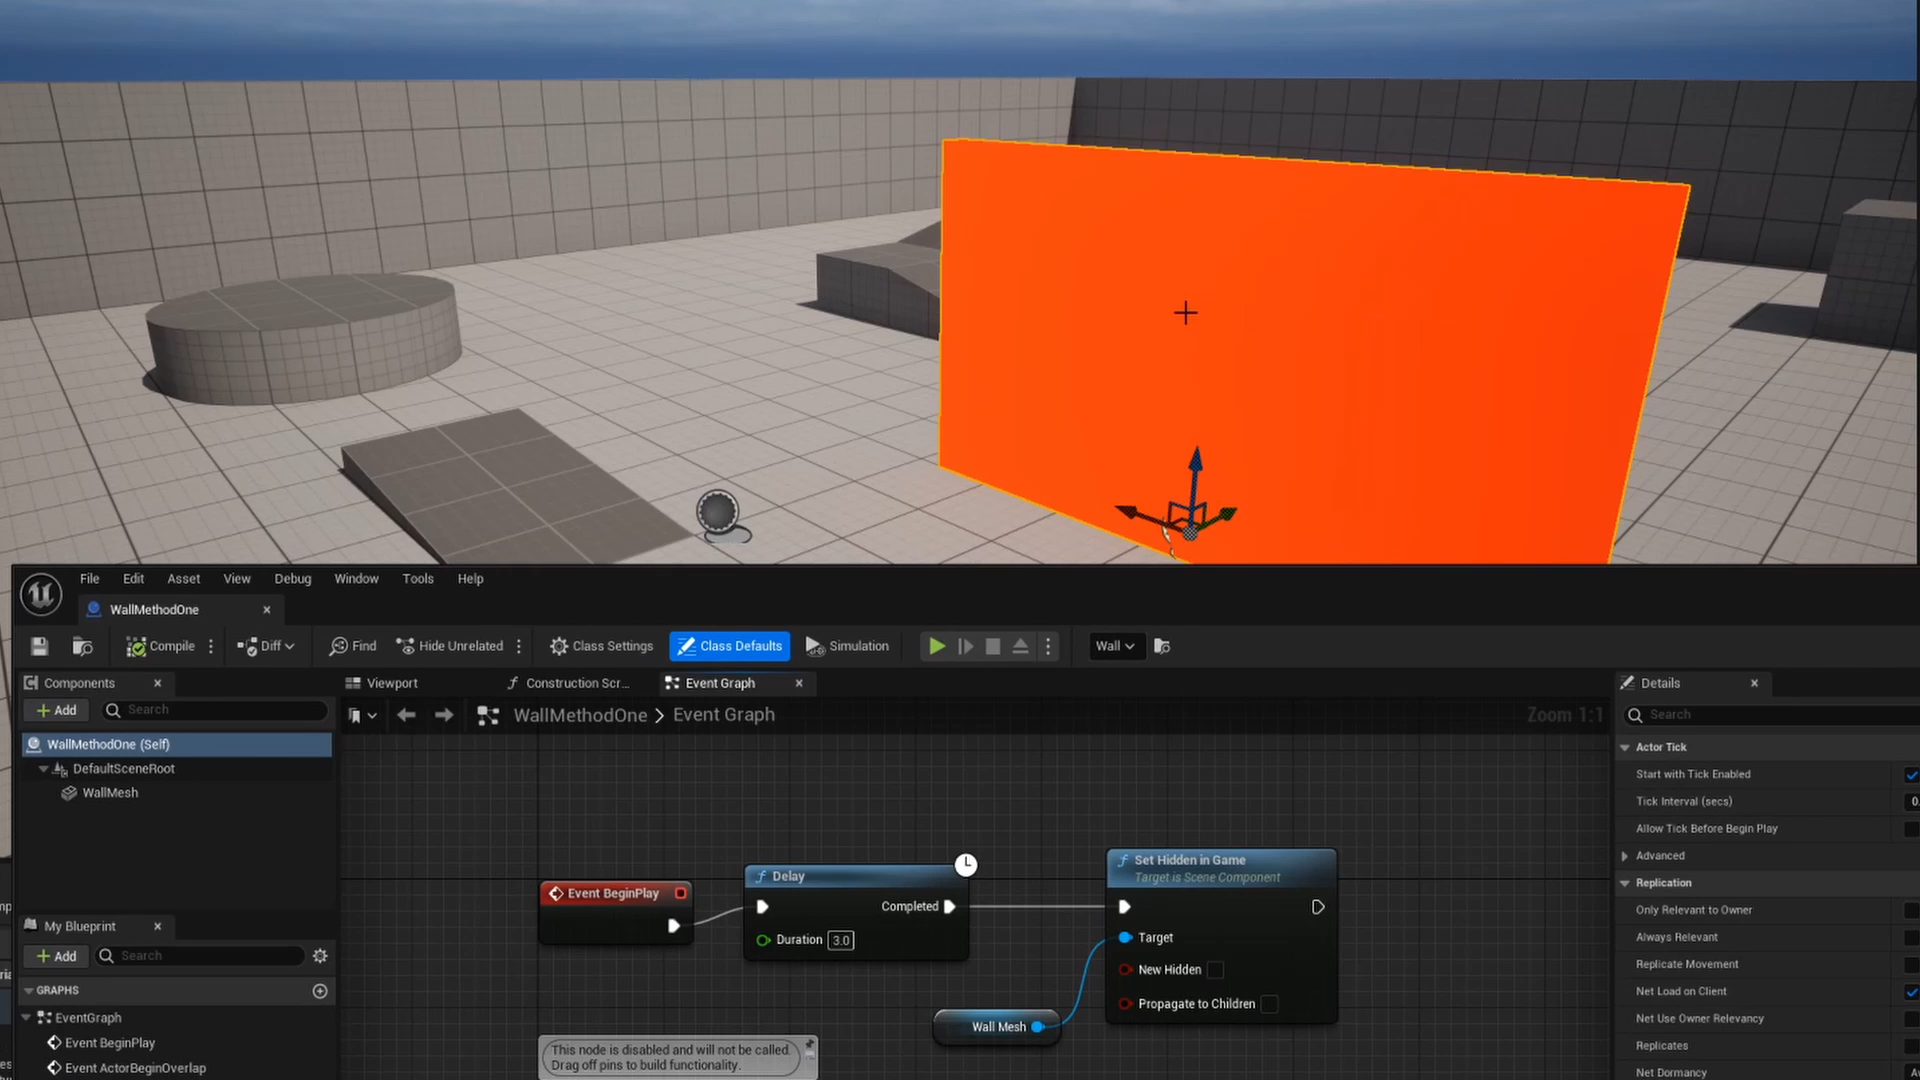 File Edit Asset View Debug Window Tools Help
WallMethodOne
Compile Diff Find Hide Unrelated Class Settings Class Defaults Simulation Wall
Components
Add Search
WallMethodOne (Self)
DefaultSceneRoot
WallMesh
My Blueprint
Add Search
GRAPHS
EventGraph
Event BeginPlay
Event ActorBeginOverlap
Viewport Construction Scr... Event Graph
WallMethodOne > Event Graph Zoom 1:1
Event BeginPlay
Delay
Completed
Duration 3.0
Set Hidden in Game
Target is Scene Component
Target
New Hidden
Propagate to Children
Wall Mesh
This node is disabled and will not be called.
Drag off pins to build functionality.
Details
Search
Actor Tick
Start with Tick Enabled
Tick Interval (secs)
Allow Tick Before Begin Play
Advanced
Replication
Only Relevant to Owner
Always Relevant
Replicate Movement
Net Load on Client
Net Use Owner Relevancy
Replicates
Net Dormancy